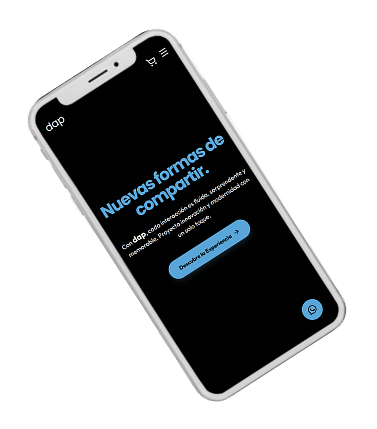 dap
Nuevas formas de
compartir.
Con dap, cada interacción es fluida, sorprendente y
memorable. Proyecta innovación y modernidad con
un solo toque.
Descubre la Experiencia →